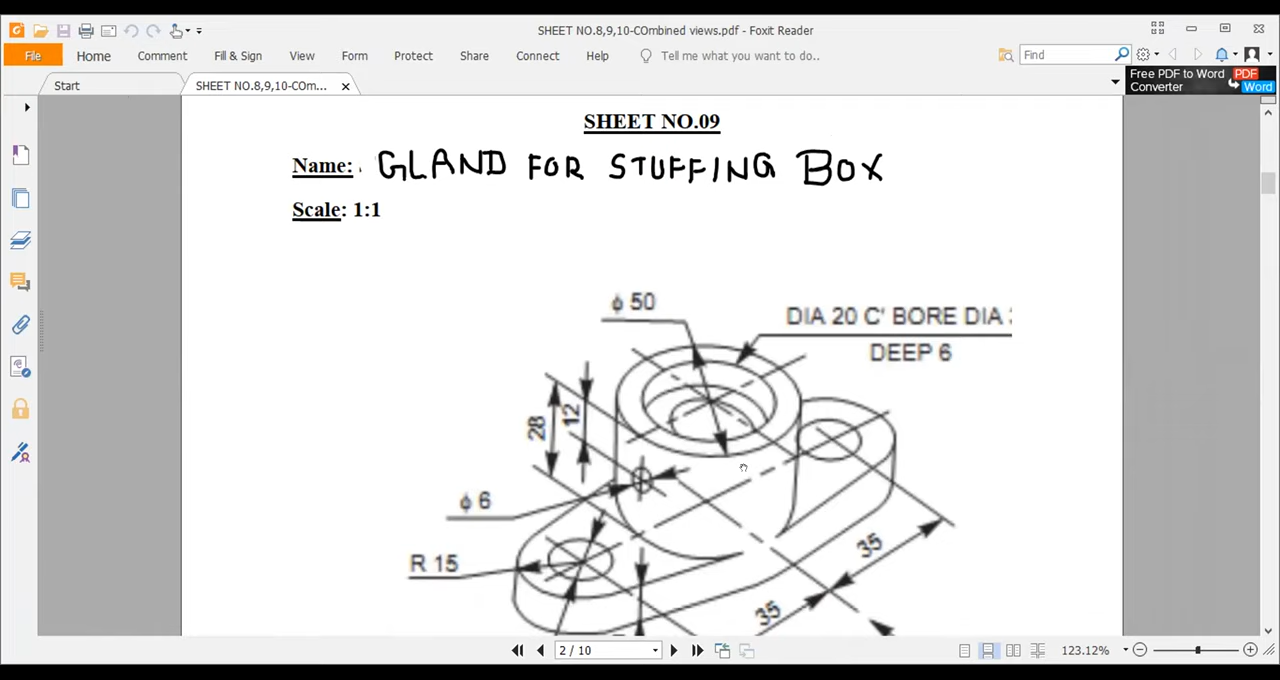 SHEET NO.8,9,10-COmbined views.pdf - Foxit Reader
File Home Comment Fill & Sign View Form Protect Share Connect Help Tell me what you want to do.. Find
Start SHEET NO.8,9,10-COm...
Free PDF to Word PDF
Converter Word
SHEET NO.09
Name: GLAND FOR STUFFING BOX
Scale: 1:1
ϕ 50
DIA 20 C' BORE DIA
DEEP 6
28
12
ϕ 6
R 15
35
35
2 / 10
123.12%